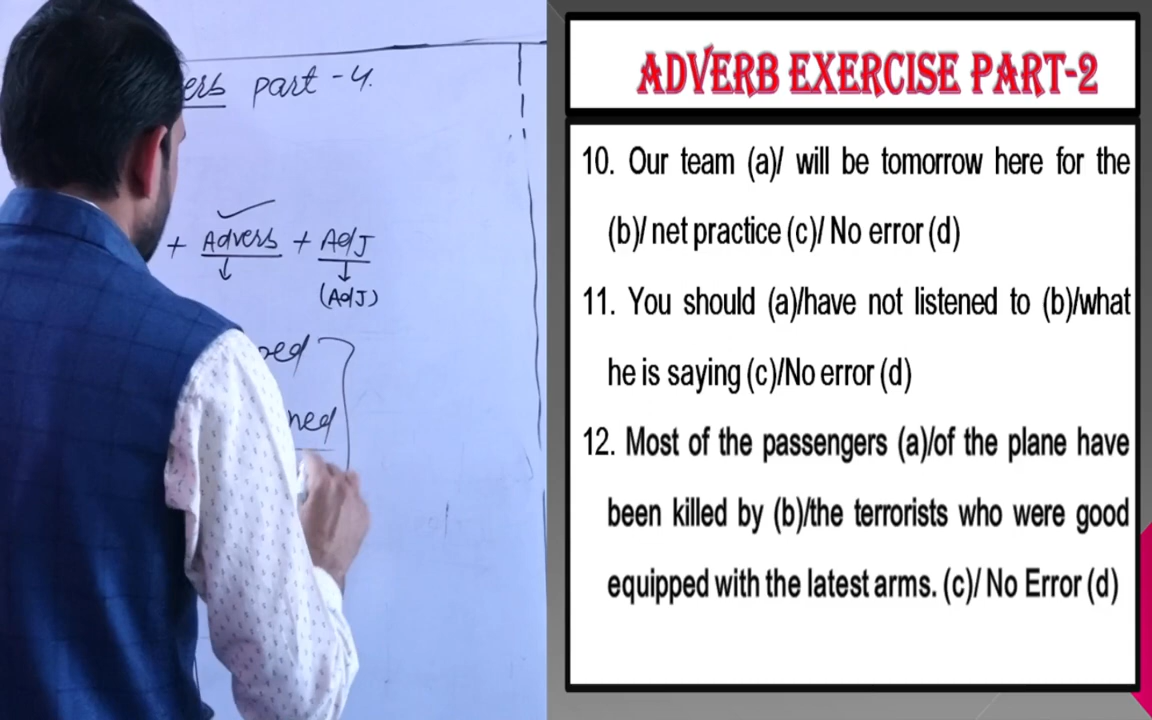 part - 4.
+ Adverb + Adj
(Adj)
ADVERB EXERCISE PART-2
10. Our team (a)/ will be tomorrow here for the
(b)/ net practice (c)/ No error (d)
11. You should (a)/have not listened to (b)/what
he is saying (c)/No error (d)
12. Most of the passengers (a)/of the plane have
been killed by (b)/the terrorists who were good
equipped with the latest arms. (c)/ No Error (d)